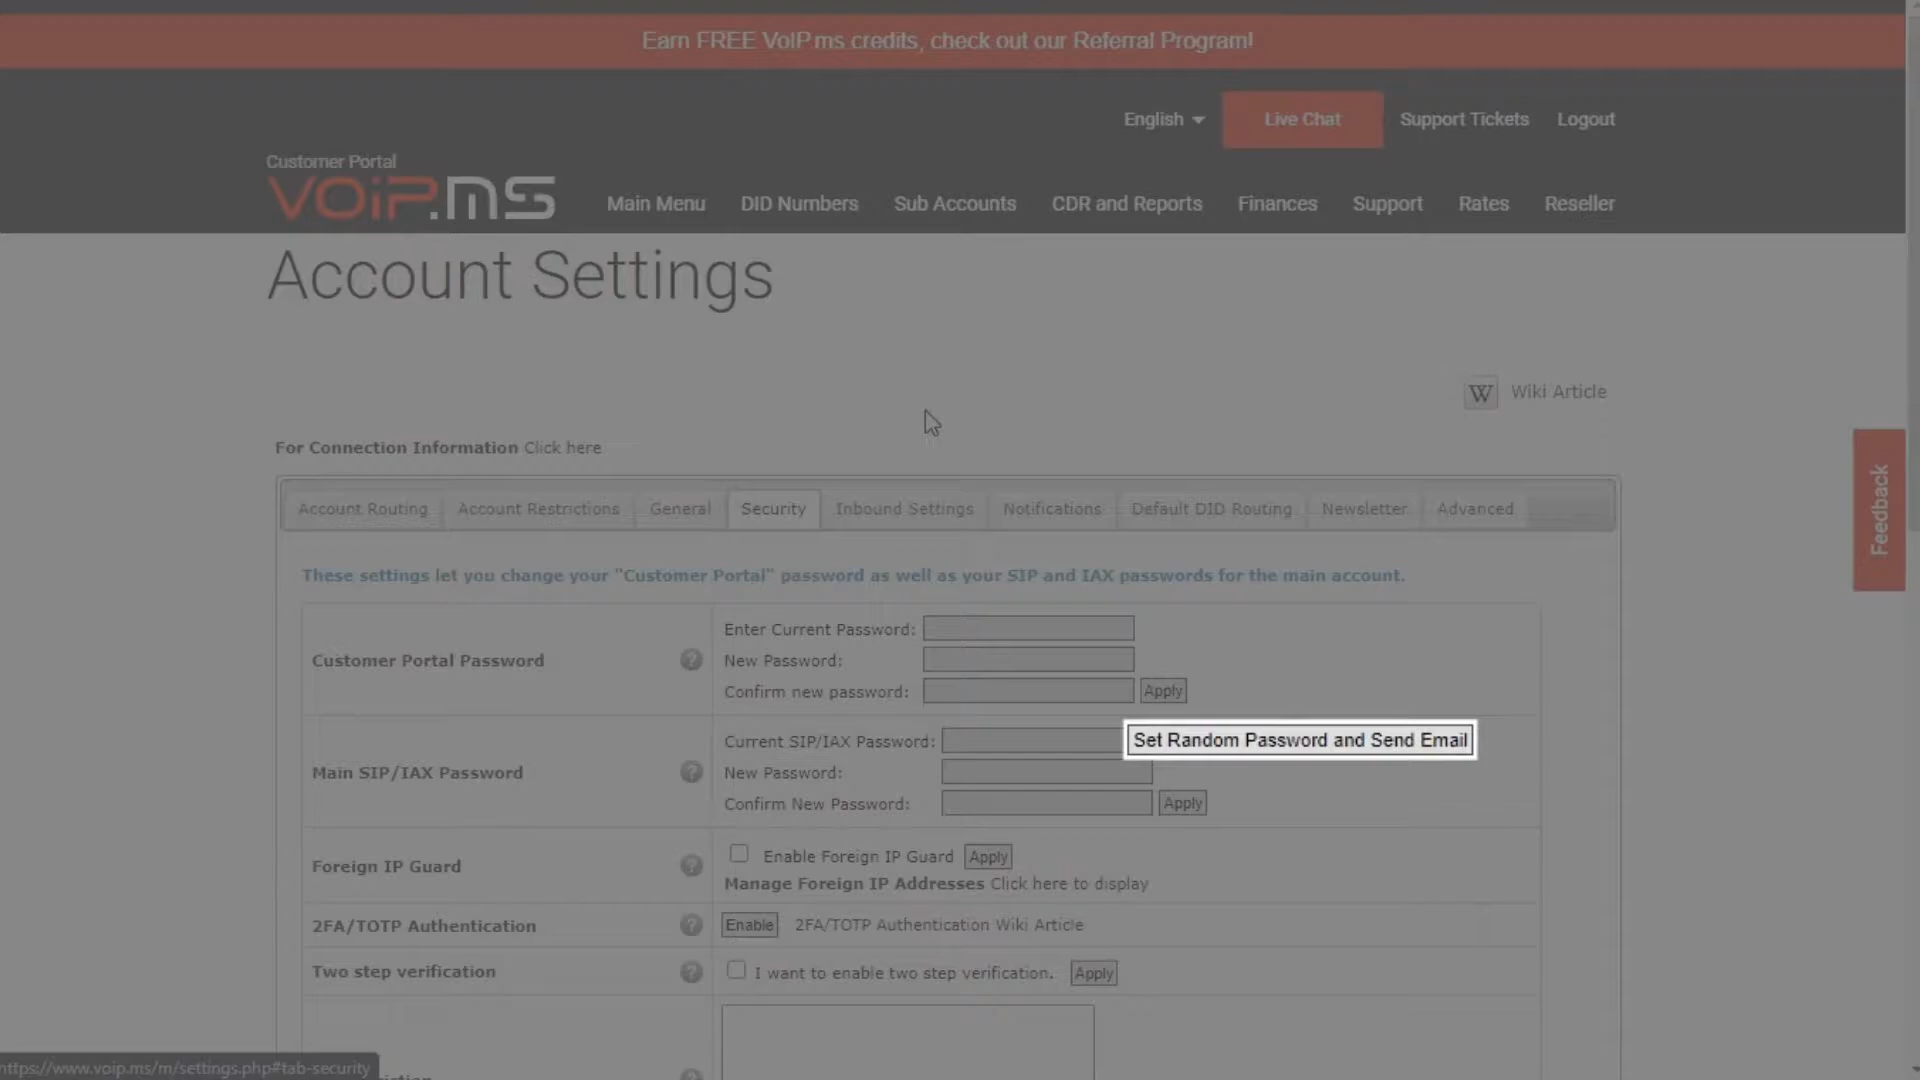 Earn FREE VoIP.ms credits, check out our Referral Program!
English
Live Chat
Support Tickets
Logout
Customer Portal
VOiP.ms
Main Menu
DID Numbers
Sub Accounts
CDR and Reports
Finances
Support
Rates
Reseller
Account Settings
W
Wiki Article
For Connection Information Click here
Account Routing
Account Restrictions
General
Security
Inbound Settings
Notifications
Default DID Routing
Newsletter
Advanced
Feedback
These settings let you change your "Customer Portal" password as well as your SIP and IAX passwords for the main account.
Customer Portal Password
?
Enter Current Password:
New Password:
Confirm new password:
Apply
Main SIP/IAX Password
?
Current SIP/IAX Password:
Set Random Password and Send Email
New Password:
Confirm New Password:
Apply
Foreign IP Guard
?
Enable Foreign IP Guard
Apply
Manage Foreign IP Addresses Click here to display
2FA/TOTP Authentication
?
Enable
2FA/TOTP Authentication Wiki Article
Two step verification
?
I want to enable two step verification.
Apply
https://www.voip.ms/m/settings.php#tab-security